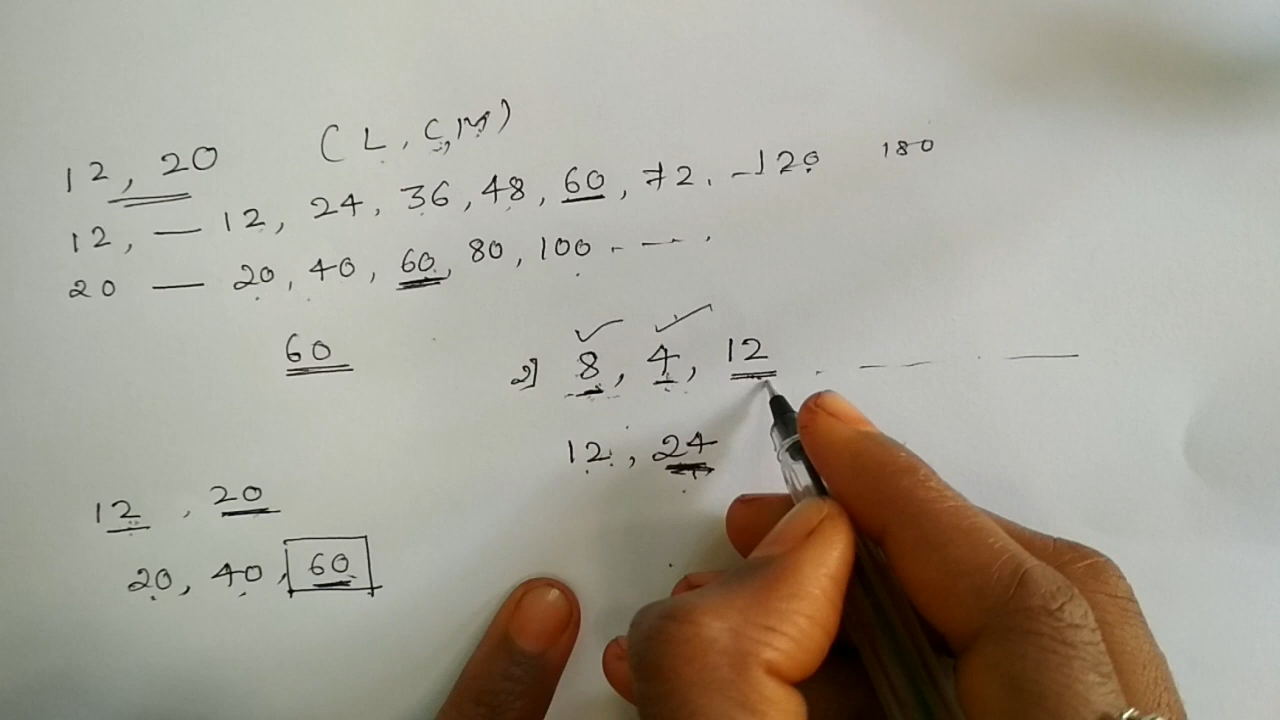 12, 20 (L, C, M)
12, — 12, 24, 36, 48, 60, 72, - 120 180
20 — 20, 40, 60, 80, 100 - - - .
60
2) 8, 4, 12
12, 24
12, 20
20, 40, 60